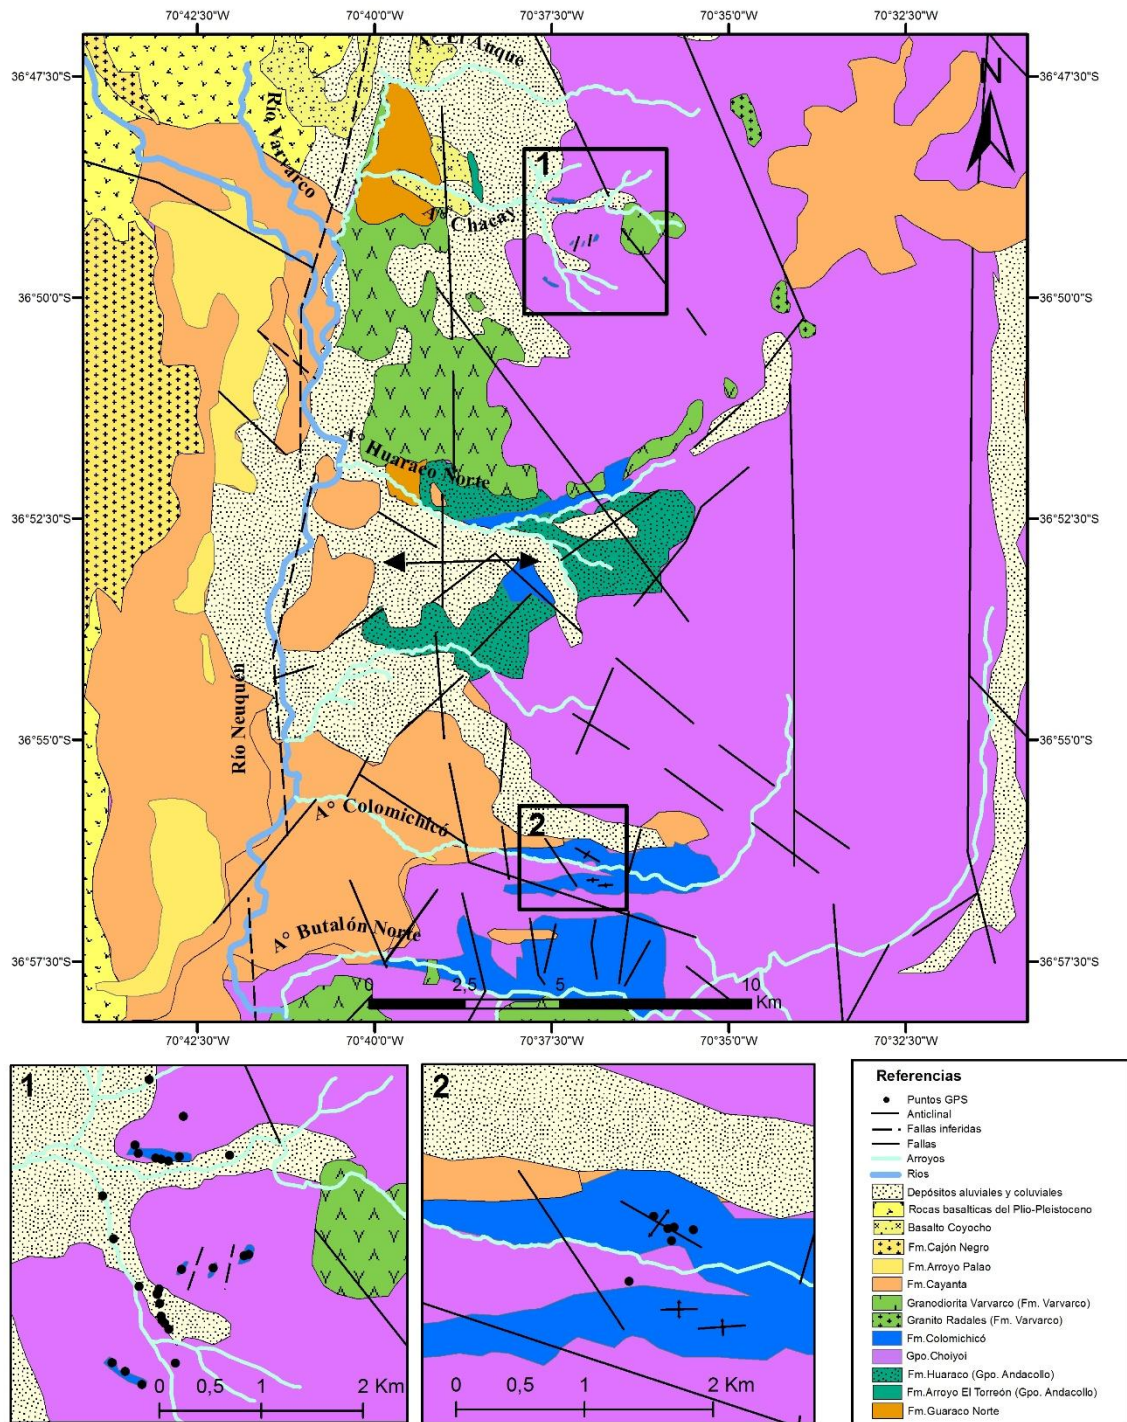 70°42'30"W 70°40'0"W 70°37'30"W 70°35'0"W 70°32'30"W
A° El Auque
36°47'30"S 36°47'30"S
N
Río Varvarco
1
A° Chacay
36°50'0"S 36°50'0"S
A° Huaraco Norte
36°52'30"S 36°52'30"S
Río Neuquén
36°55'0"S 36°55'0"S
A° Colomichicó
2
A° Butalón Norte
36°57'30"S 36°57'30"S
0 2,5 5 10
Km
70°42'30"W 70°40'0"W 70°37'30"W 70°35'0"W 70°32'30"W
1
0 0,5 1 2 Km
2
0 0,5 1 2 Km
Referencias
Puntos GPS
Anticlinal
Fallas inferidas
Fallas
Arroyos
Rios
Depósitos aluviales y coluviales
Rocas basalticas del Plio-Pleistoceno
Basalto Coyocho
Fm.Cajón Negro
Fm.Arroyo Palao
Fm.Cayanta
Granodiorita Varvarco (Fm. Varvarco)
Granito Radales (Fm. Varvarco)
Fm.Colomichicó
Gpo.Choiyoi
Fm.Huaraco (Gpo. Andacollo)
Fm.Arroyo El Torreón (Gpo. Andacollo)
Fm.Guaraco Norte